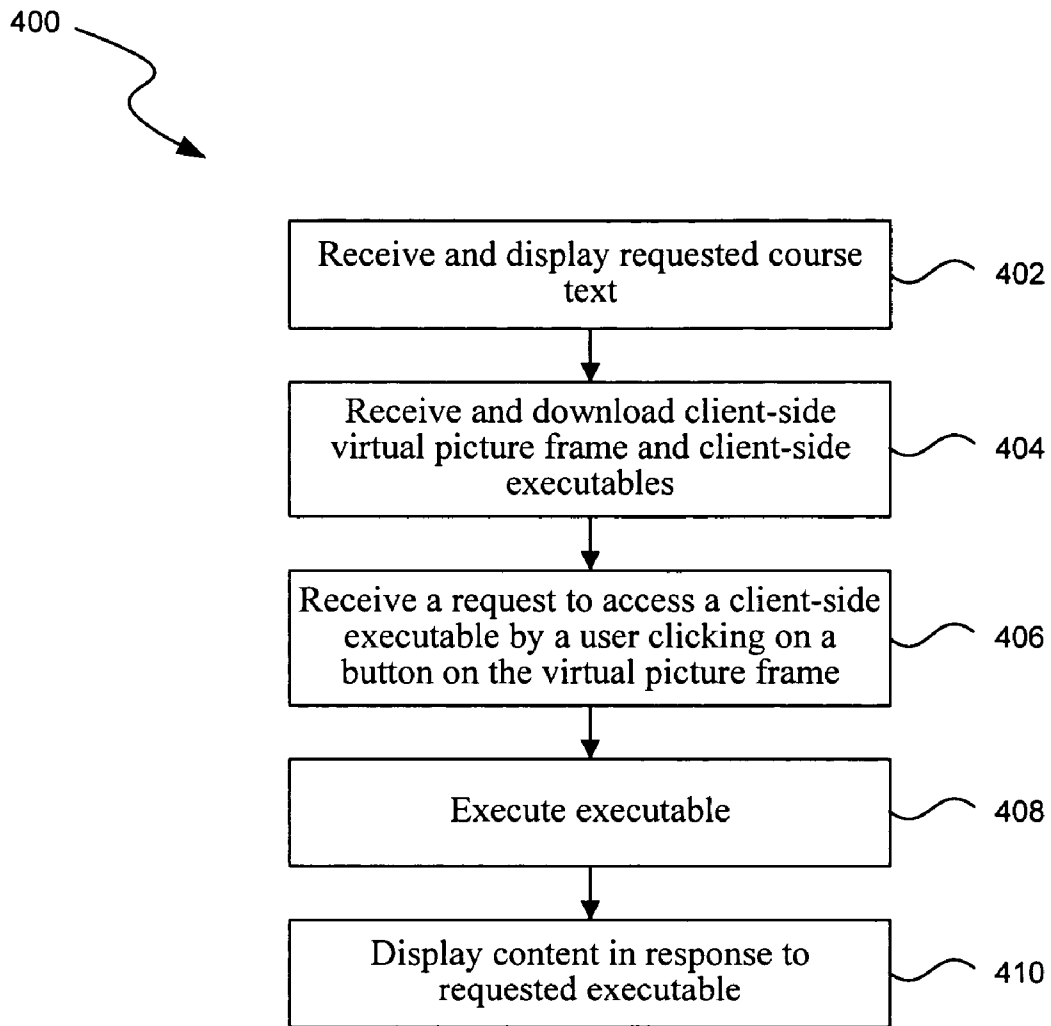 400
Receive and display requested course
text
402
Receive and download client-side
virtual picture frame and client-side
executables
404
Receive a request to access a client-side
executable by a user clicking on a
button on the virtual picture frame
406
Execute executable
408
Display content in response to
requested executable
410